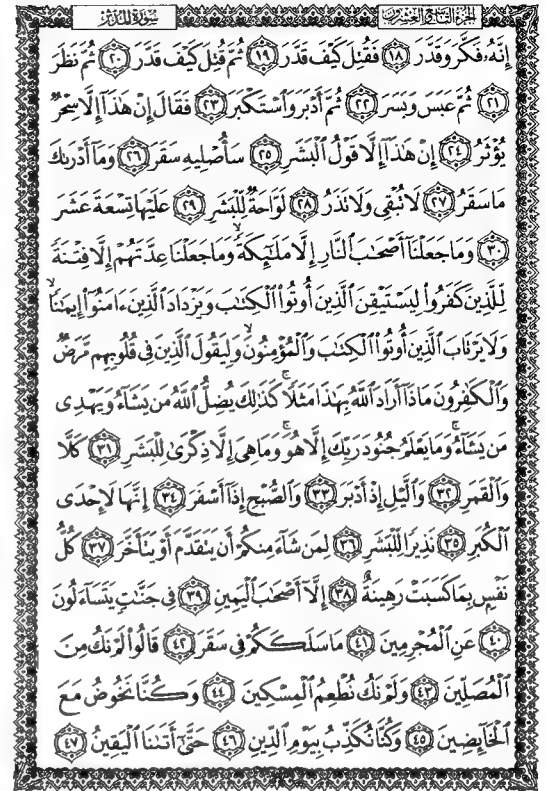 سورة المدثر
الجزء التاسع والعشرون
إِنَّهُۥ فَكَّرَ وَقَدَّرَ ﴿١٨﴾ فَقُتِلَ كَيْفَ قَدَّرَ ﴿١٩﴾ ثُمَّ قُتِلَ كَيْفَ قَدَّرَ ﴿٢٠﴾ ثُمَّ نَظَرَ
﴿٢١﴾ ثُمَّ عَبَسَ وَبَسَرَ ﴿٢٢﴾ ثُمَّ أَدْبَرَ وَٱسْتَكْبَرَ ﴿٢٣﴾ فَقَالَ إِنْ هَٰذَآ إِلَّا سِحْرٌ
يُؤْثَرُ ﴿٢٤﴾ إِنْ هَٰذَآ إِلَّا قَوْلُ ٱلْبَشَرِ ﴿٢٥﴾ سَأُصْلِيهِ سَقَرَ ﴿٢٦﴾ وَمَآ أَدْرَىٰكَ
مَا سَقَرُ ﴿٢٧﴾ لَا تُبْقِى وَلَا تَذَرُ ﴿٢٨﴾ لَوَّاحَةٌ لِّلْبَشَرِ ﴿٢٩﴾ عَلَيْهَا تِسْعَةَ عَشَرَ
﴿٣٠﴾ وَمَا جَعَلْنَآ أَصْحَٰبَ ٱلنَّارِ إِلَّا مَلَٰٓئِكَةً ۙ وَمَا جَعَلْنَا عِدَّتَهُمْ إِلَّا فِتْنَةً
لِّلَّذِينَ كَفَرُوا۟ لِيَسْتَيْقِنَ ٱلَّذِينَ أُوتُوا۟ ٱلْكِتَٰبَ وَيَزْدَادَ ٱلَّذِينَ ءَامَنُوٓا۟ إِيمَٰنًا ۙ
وَلَا يَرْتَابَ ٱلَّذِينَ أُوتُوا۟ ٱلْكِتَٰبَ وَٱلْمُؤْمِنُونَ ۙ وَلِيَقُولَ ٱلَّذِينَ فِى قُلُوبِهِم مَّرَضٌ
وَٱلْكَٰفِرُونَ مَاذَآ أَرَادَ ٱللَّهُ بِهَٰذَا مَثَلًا ۚ كَذَٰلِكَ يُضِلُّ ٱللَّهُ مَن يَشَآءُ وَيَهْدِى
مَن يَشَآءُ ۚ وَمَا يَعْلَمُ جُنُودَ رَبِّكَ إِلَّا هُوَ ۚ وَمَا هِىَ إِلَّا ذِكْرَىٰ لِلْبَشَرِ ﴿٣١﴾ كَلَّا
وَٱلْقَمَرِ ﴿٣٢﴾ وَٱلَّيْلِ إِذْ أَدْبَرَ ﴿٣٣﴾ وَٱلصُّبْحِ إِذَآ أَسْفَرَ ﴿٣٤﴾ إِنَّهَا لَإِحْدَى
ٱلْكُبَرِ ﴿٣٥﴾ نَذِيرًا لِّلْبَشَرِ ﴿٣٦﴾ لِمَن شَآءَ مِنكُمْ أَن يَتَقَدَّمَ أَوْ يَتَأَخَّرَ ﴿٣٧﴾ كُلُّ
نَفْسٍۭ بِمَا كَسَبَتْ رَهِينَةٌ ﴿٣٨﴾ إِلَّآ أَصْحَٰبَ ٱلْيَمِينِ ﴿٣٩﴾ فِى جَنَّٰتٍ يَتَسَآءَلُونَ
﴿٤٠﴾ عَنِ ٱلْمُجْرِمِينَ ﴿٤١﴾ مَا سَلَكَكُمْ فِى سَقَرَ ﴿٤٢﴾ قَالُوا۟ لَمْ نَكُ مِنَ
ٱلْمُصَلِّينَ ﴿٤٣﴾ وَلَمْ نَكُ نُطْعِمُ ٱلْمِسْكِينَ ﴿٤٤﴾ وَكُنَّا نَخُوضُ مَعَ
ٱلْخَآئِضِينَ ﴿٤٥﴾ وَكُنَّا نُكَذِّبُ بِيَوْمِ ٱلدِّينِ ﴿٤٦﴾ حَتَّىٰٓ أَتَىٰنَا ٱلْيَقِينُ ﴿٤٧﴾